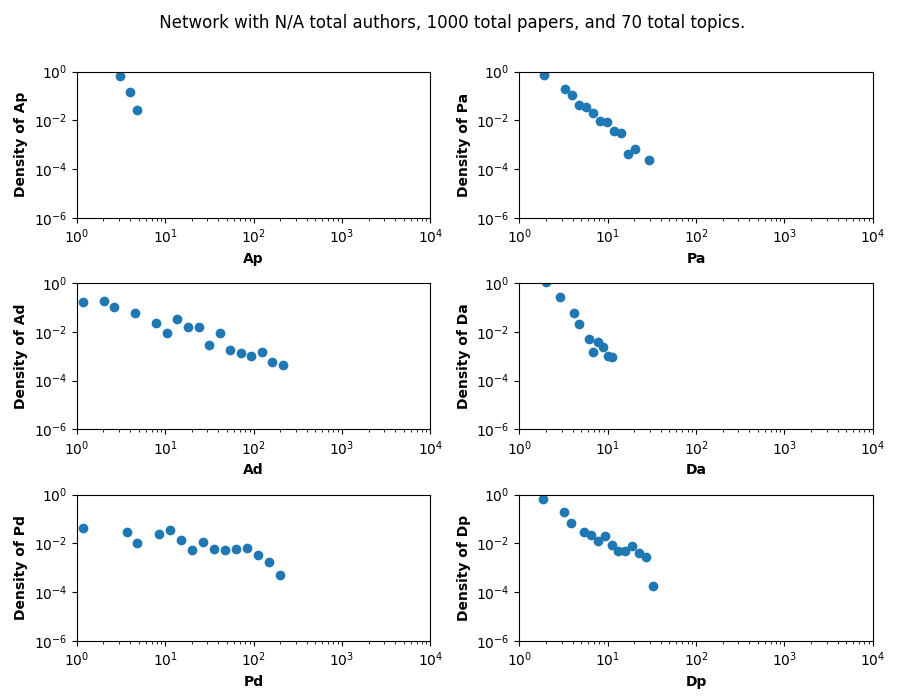 Network with N/A total authors, 1000 total papers, and 70 total topics.
Density of Ap
10^0
10^-2
10^-4
10^-6
10^0 10^1 10^2 10^3 10^4
Ap
Density of Pa
10^0
10^-2
10^-4
10^-6
10^0 10^1 10^2 10^3 10^4
Pa
Density of Ad
10^0
10^-2
10^-4
10^-6
10^0 10^1 10^2 10^3 10^4
Ad
Density of Da
10^0
10^-2
10^-4
10^-6
10^0 10^1 10^2 10^3 10^4
Da
Density of Pd
10^0
10^-2
10^-4
10^-6
10^0 10^1 10^2 10^3 10^4
Pd
Density of Dp
10^0
10^-2
10^-4
10^-6
10^0 10^1 10^2 10^3 10^4
Dp